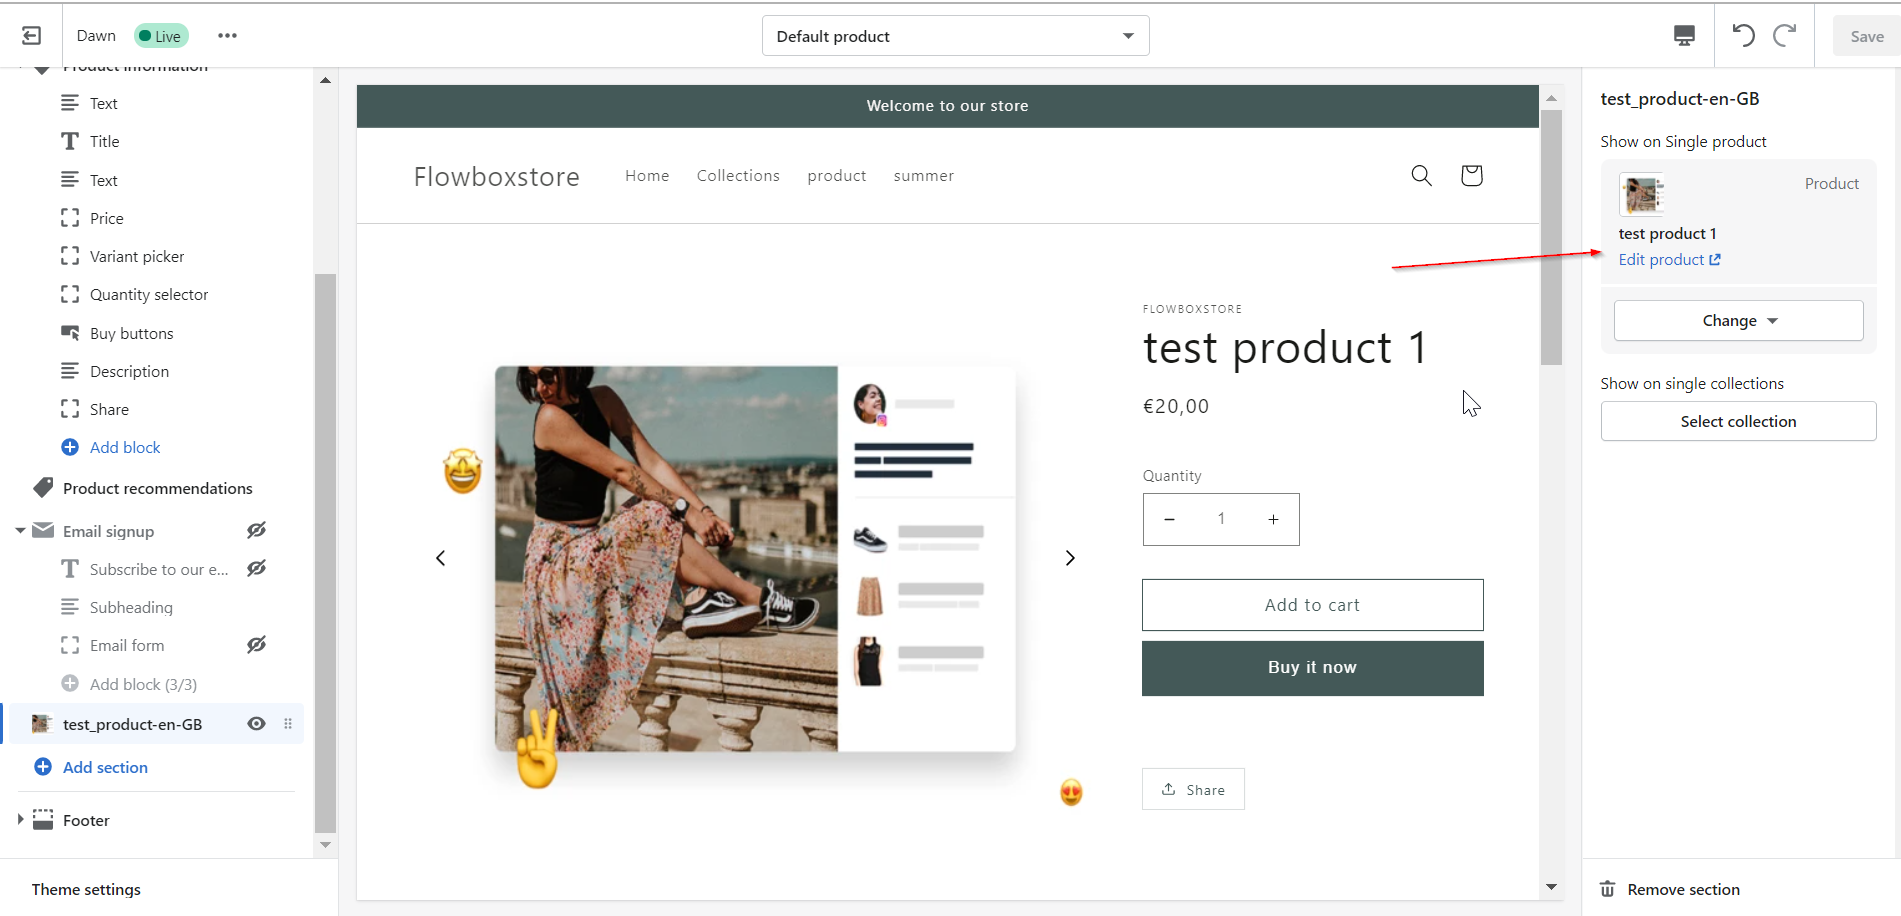 Dawn
Live
Default product
Save
Product information
Text
Title
Text
Price
Variant picker
Quantity selector
Buy buttons
Description
Share
Add block
Product recommendations
Email signup
Subscribe to our e...
Subheading
Email form
Add block (3/3)
test_product-en-GB
Add section
Footer
Theme settings
Welcome to our store
Flowboxstore
Home
Collections
product
summer
FLOWBOXSTORE
test product 1
€20,00
Quantity
1
Add to cart
Buy it now
Share
test_product-en-GB
Show on Single product
Product
test product 1
Edit product
Change
Show on single collections
Select collection
Remove section